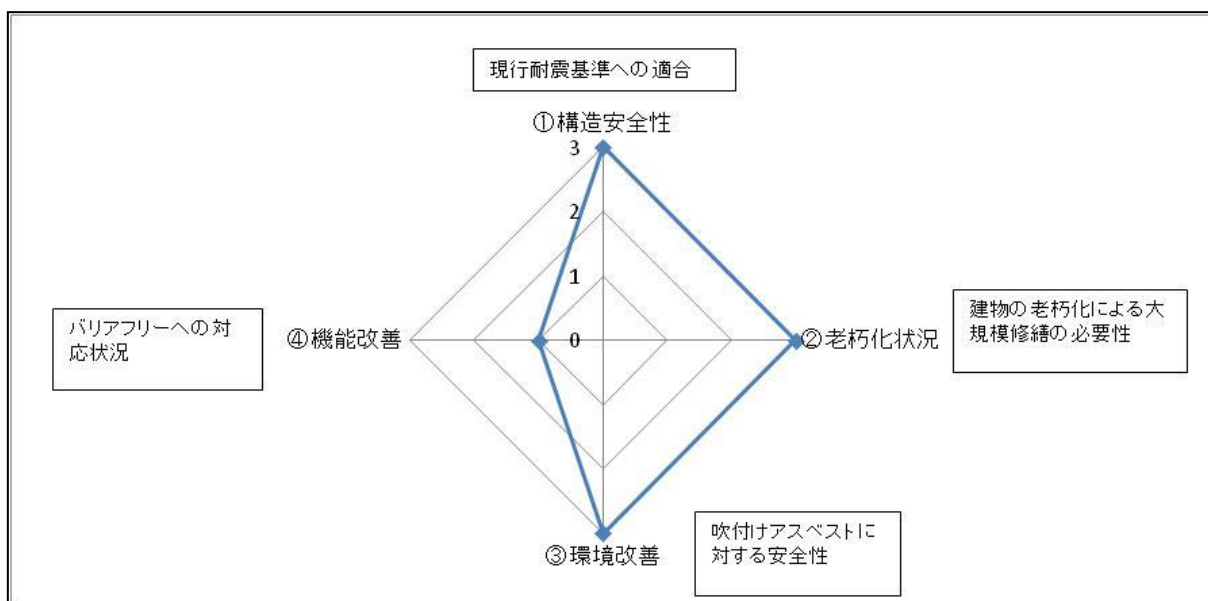 現行耐震基準への適合
①構造安全性
3
2
1
0
バリアフリーへの対
応状況
④機能改善
②老朽化状況
建物の老朽化による大
規模修繕の必要性
③環境改善
吹付けアスベストに
対する安全性